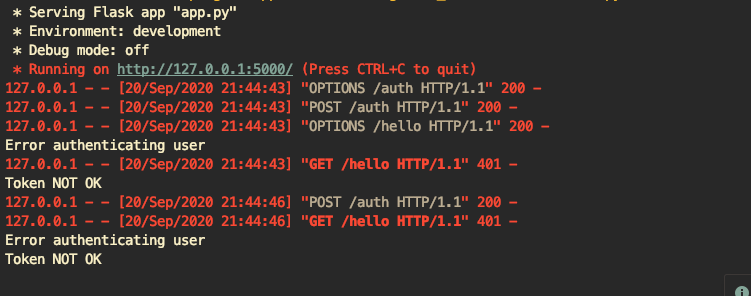 * Serving Flask app "app.py"
* Environment: development
* Debug mode: off
* Running on http://127.0.0.1:5000/ (Press CTRL+C to quit)
127.0.0.1 - - [20/Sep/2020 21:44:43] "OPTIONS /auth HTTP/1.1" 200 -
127.0.0.1 - - [20/Sep/2020 21:44:43] "POST /auth HTTP/1.1" 200 -
127.0.0.1 - - [20/Sep/2020 21:44:43] "OPTIONS /hello HTTP/1.1" 200 -
Error authenticating user
127.0.0.1 - - [20/Sep/2020 21:44:43] "GET /hello HTTP/1.1" 401 -
Token NOT OK
127.0.0.1 - - [20/Sep/2020 21:44:46] "POST /auth HTTP/1.1" 200 -
127.0.0.1 - - [20/Sep/2020 21:44:46] "GET /hello HTTP/1.1" 401 -
Error authenticating user
Token NOT OK